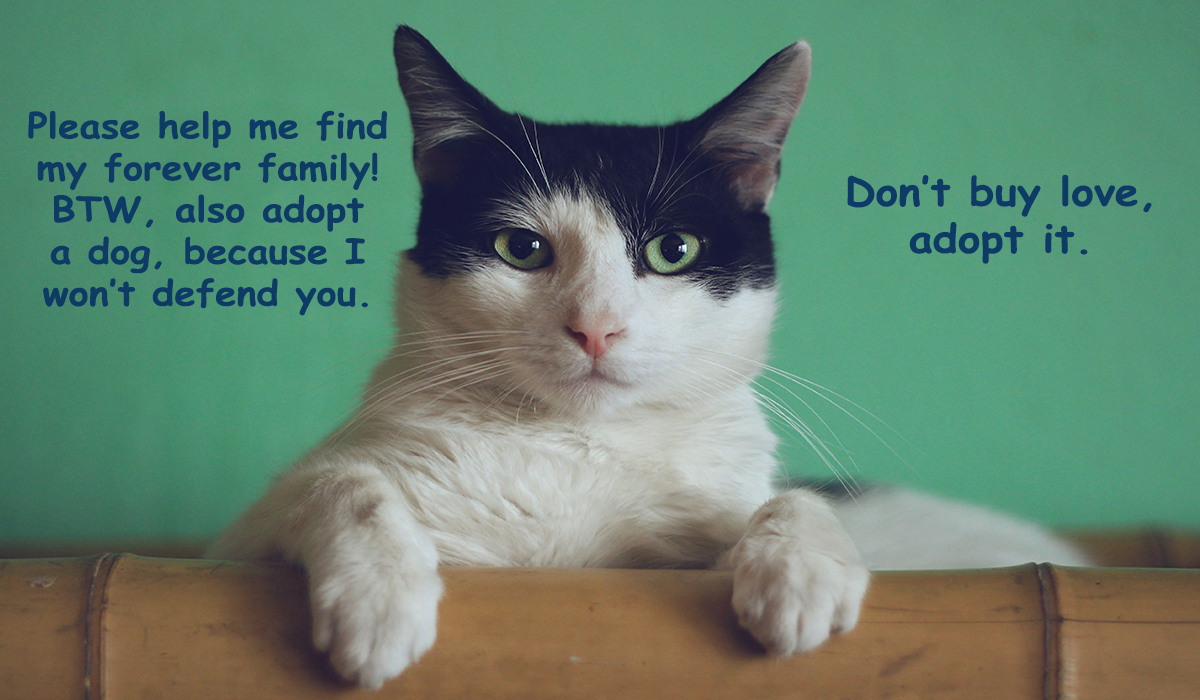 Please help me find
my forever family!
BTW, also adopt
a dog, because I
won't defend you.
Don't buy love,
adopt it.